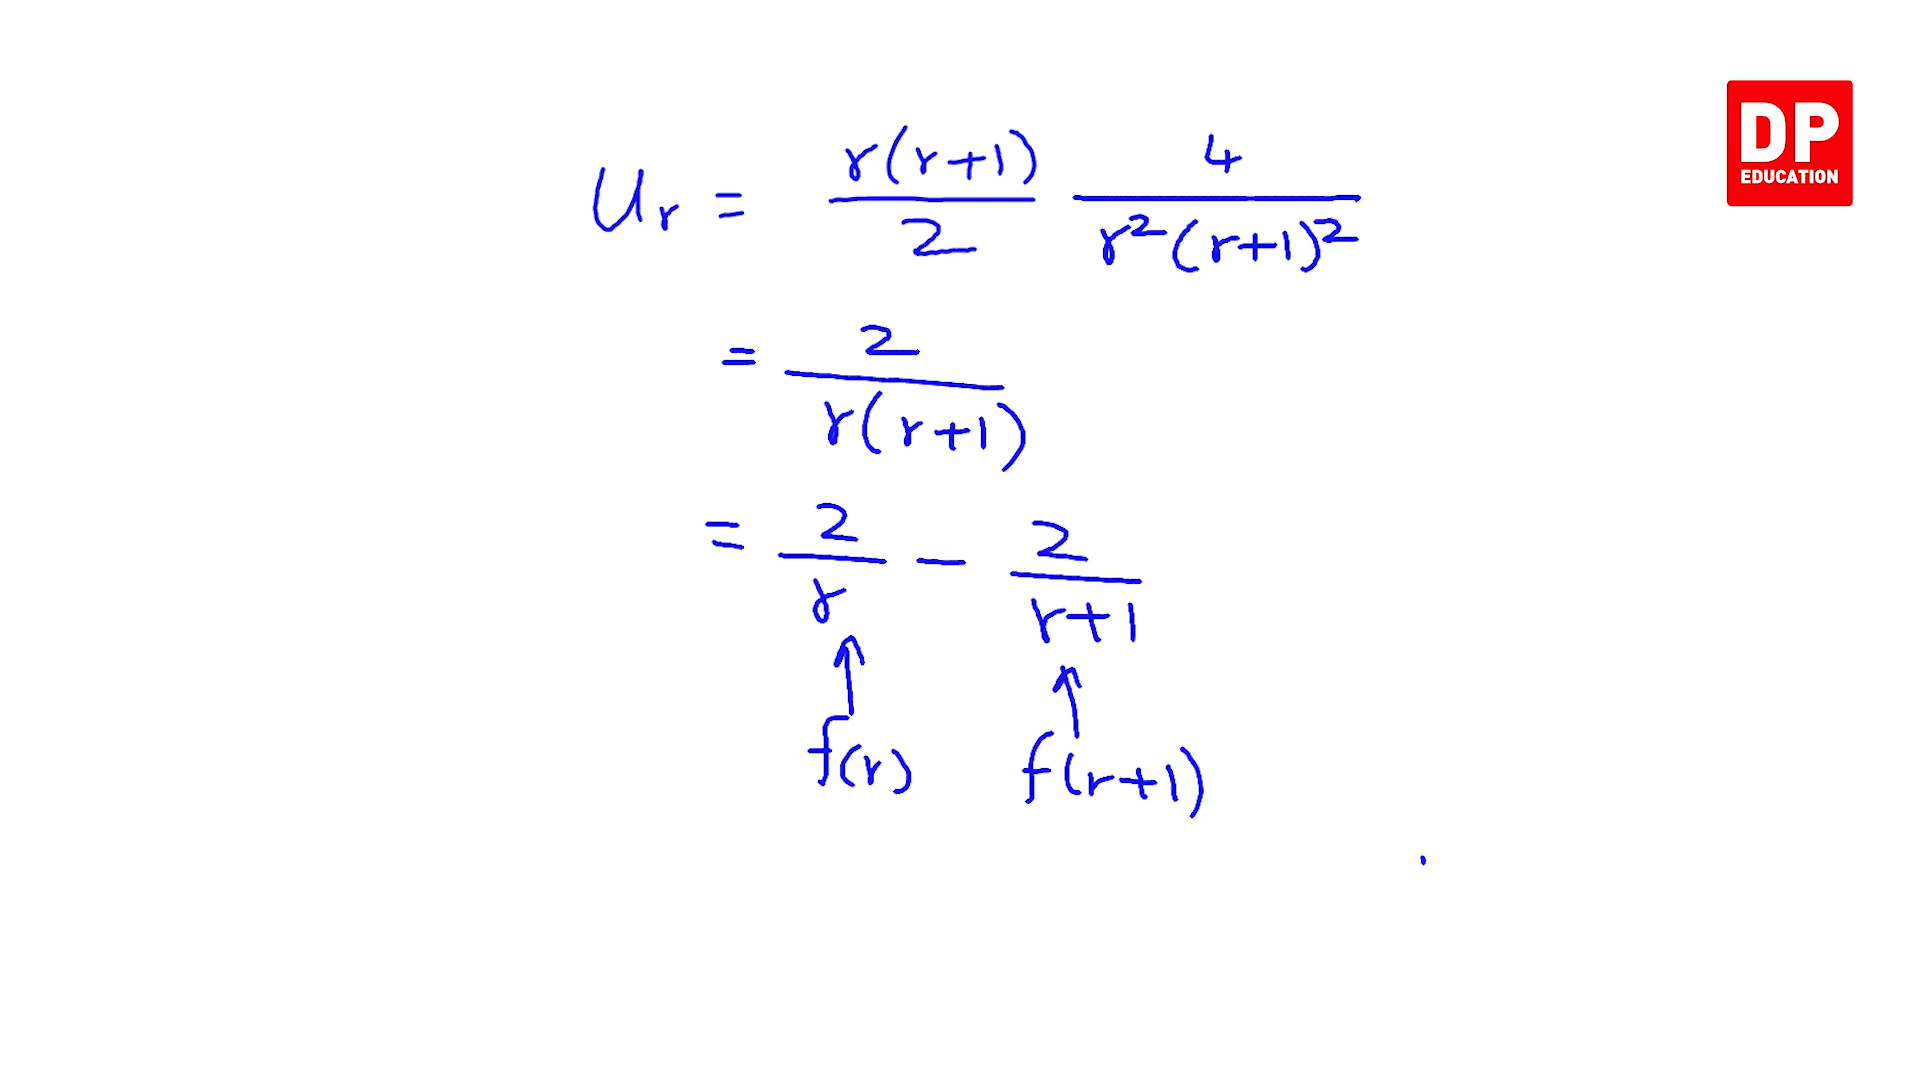 DP
EDUCATION
Ur = r(r+1)/2 4/r²(r+1)²
= 2/r(r+1)
= 2/r - 2/r+1
↑ ↑
f(r) f(r+1)